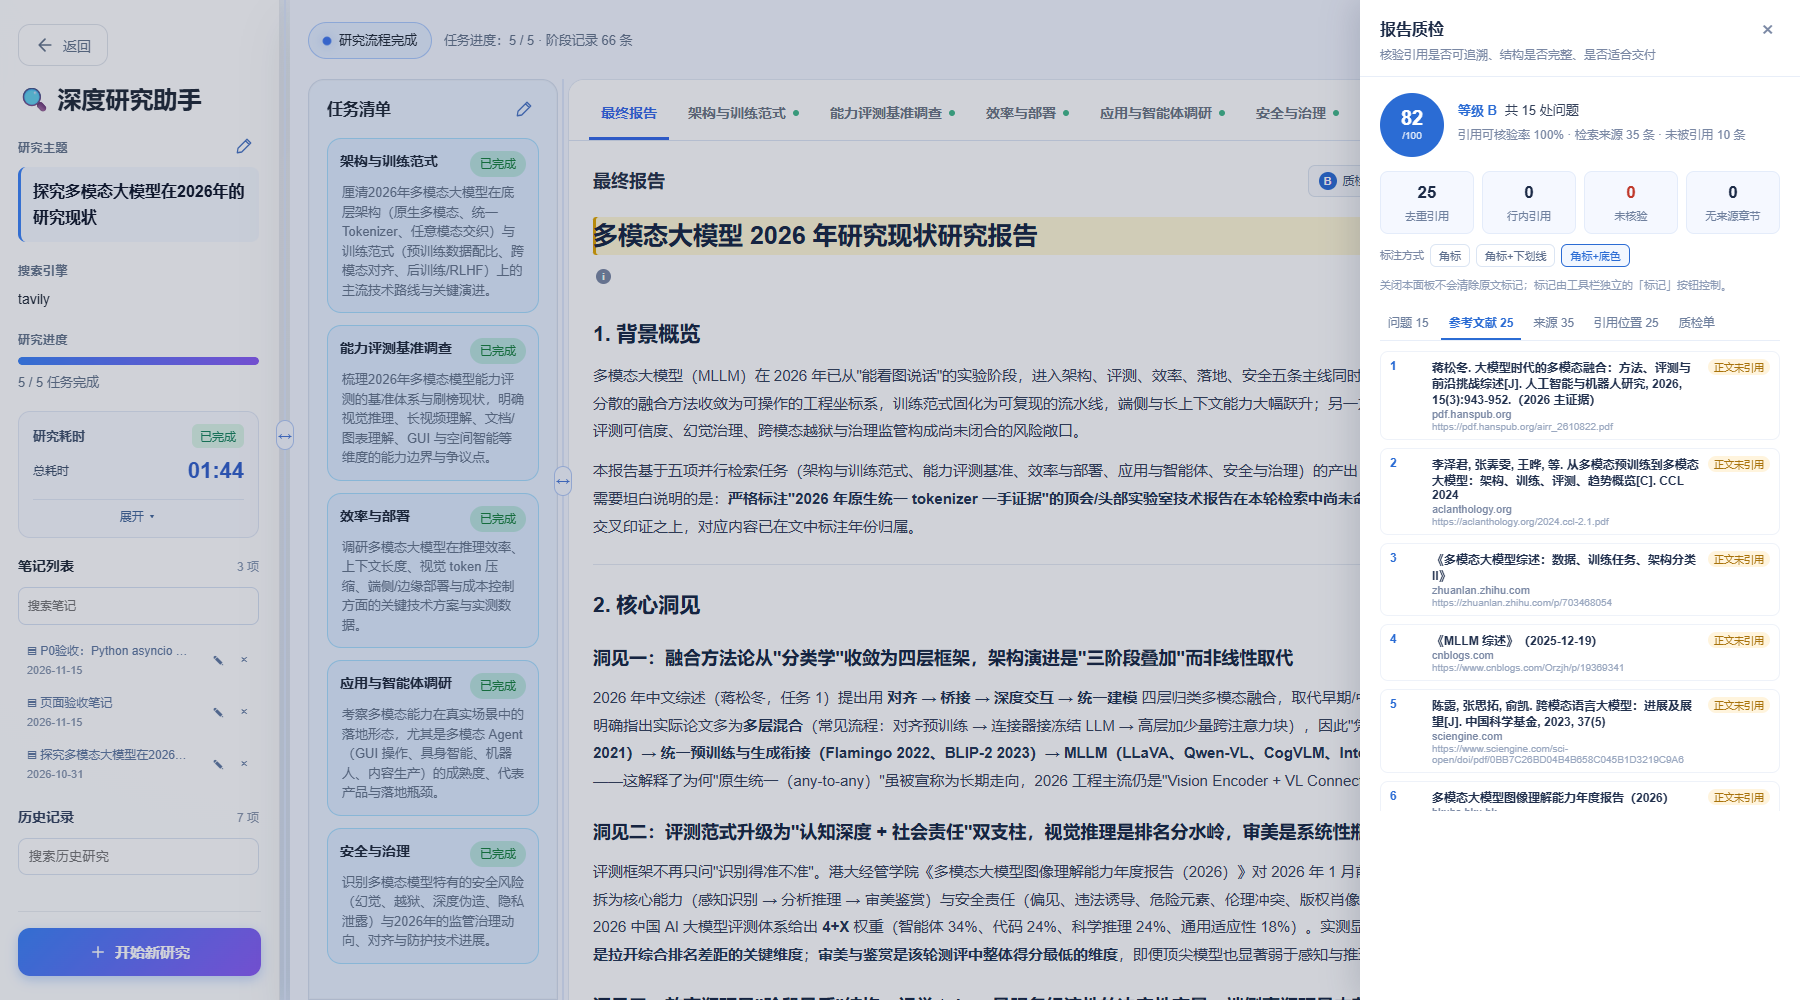 返回
深度研究助手
研究主题
探究多模态大模型在2026年的
研究现状
搜索引擎
tavily
研究进度
5 / 5 任务完成
研究耗时
已完成
总耗时
01:44
展开
笔记列表
3 项
搜索笔记
P0验收：Python asyncio ...
2026-11-15
页面验收笔记
2026-11-15
探究多模态大模型在2026...
2026-10-31
历史记录
7 项
搜索历史研究
开始新研究
研究流程完成
任务进度：5 / 5 · 阶段记录 66 条
任务清单
架构与训练范式
已完成
厘清2026年多模态大模型在底
层架构（原生多模态、统一
Tokenizer、任意模态交织）与
训练范式（预训练数据配比、跨
模态对齐、后训练/RLHF）上的
主流技术路线与关键演进。
能力评测基准调查
已完成
梳理2026年多模态模型能力评
测的基准体系与刷榜现状，明确
视觉推理、长视频理解、文档/
图表理解、GUI 与空间智能等
维度的能力边界与争议点。
效率与部署
已完成
调研多模态大模型在推理效率、
上下文长度、视觉 token 压
缩、端侧/边缘部署与成本控制
方面的关键技术方案与实测数
据。
应用与智能体调研
已完成
考察多模态能力在真实场景中的
落地形态，尤其是多模态 Agent
（GUI 操作、具身智能、机器
人、内容生产）的成熟度、代表
产品与落地瓶颈。
安全与治理
已完成
识别多模态模型特有的安全风险
（幻觉、越狱、深度伪造、隐私
泄露）与2026年的监管治理动
向、对齐与防护技术进展。
最终报告
架构与训练范式
能力评测基准调查
效率与部署
应用与智能体调研
安全与治理
最终报告
B 质检
多模态大模型 2026 年研究现状研究报告
1. 背景概览
多模态大模型（MLLM）在 2026 年已从"能看图说话"的实验阶段，进入架构、评测、效率、落地、安全五条主线同时
分散的融合方法收敛为可操作的工程坐标系，训练范式固化为可复现的流水线，端侧与长上下文能力大幅跃升；另一
评测可信度、幻觉治理、跨模态越狱与治理监管构成尚未闭合的风险敞口。
本报告基于五项并行检索任务（架构与训练范式、能力评测基准、效率与部署、应用与智能体、安全与治理）的产出
需要坦白说明的是：严格标注"2026 年原生统一 tokenizer 一手证据"的顶会/头部实验室技术报告在本轮检索中尚未
交叉印证之上，对应内容已在文中标注年份归属。
2. 核心洞见
洞见一：融合方法论从"分类学"收敛为四层框架，架构演进是"三阶段叠加"而非线性取代
2026 年中文综述（蒋松冬，任务 1）提出用 对齐 → 桥接 → 深度交互 → 统一建模 四层归类多模态融合，取代早期/
明确指出实际论文多为多层混合（常见流程：对齐预训练 → 连接器接冻结 LLM → 高层加少量跨注意力块），因此
2021）→ 统一预训练与生成衔接（Flamingo 2022、BLIP-2 2023）→ MLLM（LLaVA、Qwen-VL、CogVLM、
——这解释了为何"原生统一（any-to-any）"虽被宣称为长期走向，2026 工程主流仍是"Vision Encoder + VL Connec
洞见二：评测范式升级为"认知深度 + 社会责任"双支柱，视觉推理是排名分水岭，审美是系统性
评测框架不再只问"识别得准不准"。港大经管学院《多模态大模型图像理解能力年度报告（2026）》对 2026 年 1 月
拆为核心能力（感知识别 → 分析推理 → 审美鉴赏）与安全责任（偏见、违法诱导、危险元素、伦理冲突、版权肖像
2026 中国 AI 大模型评测体系给出 4+X 权重（智能体 34%、代码 24%、科学推理 24%、通用适应性 18%）。实测
是拉开综合排名差距的关键维度；审美与鉴赏是该轮测评中整体得分最低的维度，即便顶尖模型也显著弱于感知与
报告质检
核验引用是否可追溯、结构是否完整、是否适合交付
82
/100
等级 B 共 15 处问题
引用可核验率 100% · 检索来源 35 条 · 未被引用 10 条
25
去重引用
0
行内引用
0
未核验
0
无来源章节
标注方式
角标
角标+下划线
角标+底色
关闭本面板不会清除原文标记；标记由工具栏独立的「标记」按钮控制。
问题 15
参考文献 25
来源 35
引用位置 25
质检单
1
蒋松冬. 大模型时代的多模态融合：方法、评测与
前沿挑战综述[J]. 人工智能与机器人研究, 2026,
15(3):943-952.（2026 主证据）
正文未引用
pdf.hanspub.org
https://pdf.hanspub.org/airr_2610822.pdf
2
李泽君, 张霁雯, 王晔, 等. 从多模态预训练到多模态
大模型：架构、训练、评测、趋势概览[C]. CCL
2024
正文未引用
aclanthology.org
https://aclanthology.org/2024.ccl-2.1.pdf
3
《多模态大模型综述：数据、训练任务、架构分类
II》
正文未引用
zhuanlan.zhihu.com
https://zhuanlan.zhihu.com/p/703468054
4
《MLLM 综述》（2025-12-19）
正文未引用
cnblogs.com
https://www.cnblogs.com/Orzjh/p/19369341
5
陈露, 张思拓, 俞凯. 跨模态语言大模型：进展及展
望[J]. 中国科学基金, 2023, 37(5)
正文未引用
sciengine.com
https://www.sciengine.com/sci-
open/doi/pdf/0BB7C26BD04B4B658C045B1D3219C9A6
6
多模态大模型图像理解能力年度报告（2026）
正文未引用